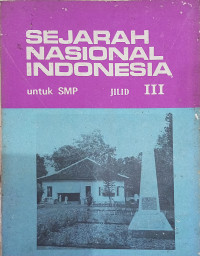 SEJARAH
NASIONAL
INDONESIA
untuk SMP JILID III